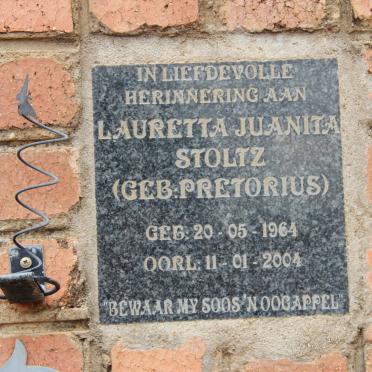 IN LIEFDEVOLLE
HERINNERING AAN
LAURETTA JUANITA
STOLTZ
(GEB:PRETORIUS)
GEB: 20-05-1964
OORL: 11-01-2004
"BEWAAR MY SOOS 'N OOGAPPEL"